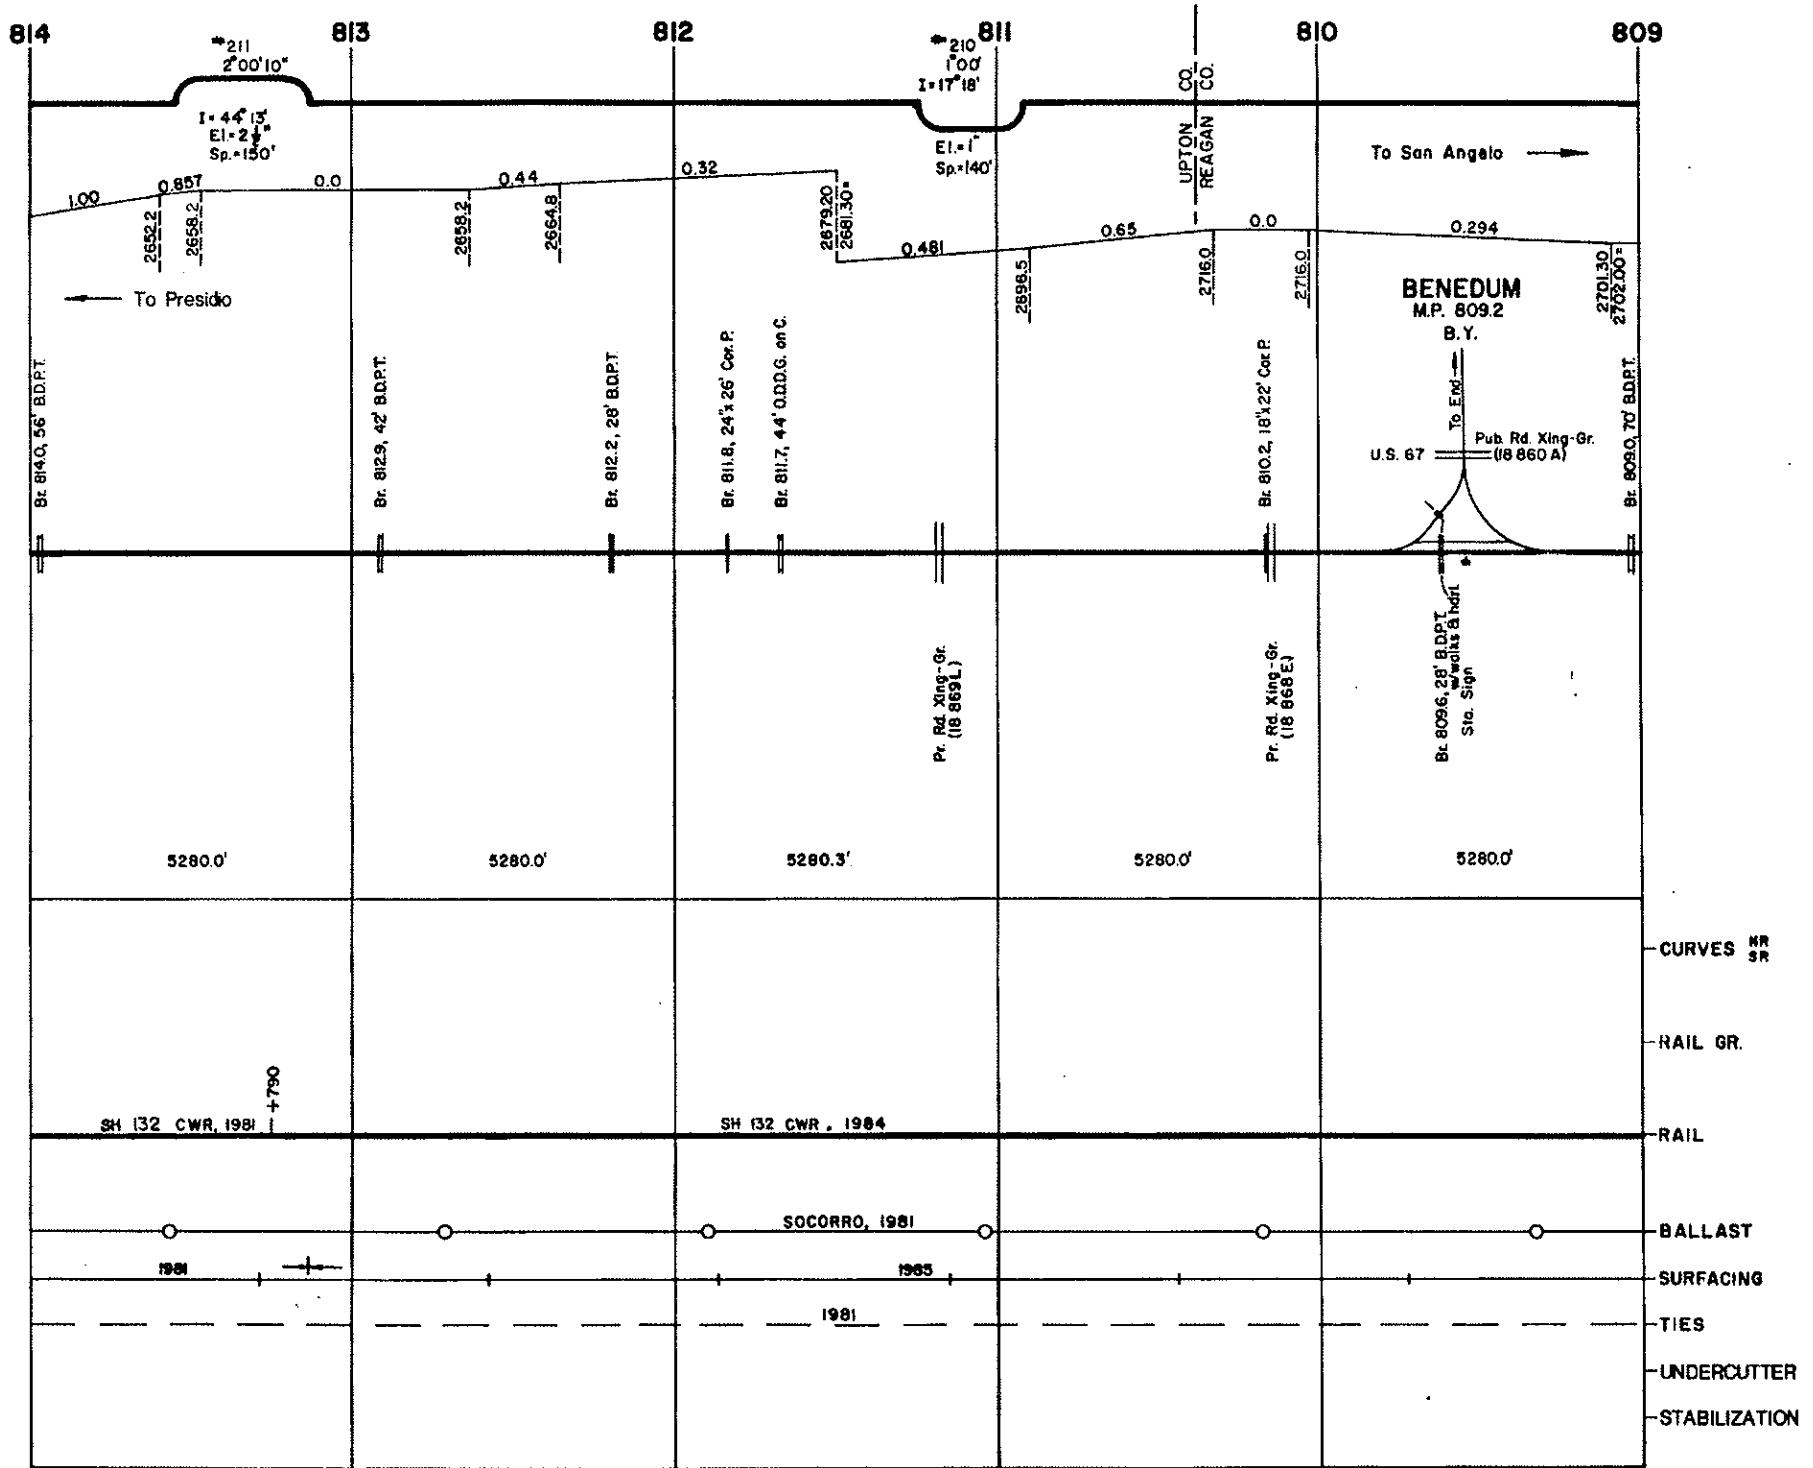 814 813 812 811 810 809
*211
2°00'10"
I=44°13'
El.=2½"
Sp.=150'
*210
1°00'
I=17°18'
El.=1"
Sp.=140'
UPTON CO.
REAGAN CO.
To San Angelo
1.00 0.857 0.0 0.44 0.32
0.481 0.65 0.0 0.294
2652.2
2658.2
2658.2
2664.8
2679.20
2681.30=
2698.5
2716.0
2716.0
2701.30
2702.00=
To Presidio
BENEDUM
M.P. 809.2
B.Y.
To End
U.S. 67
Pub. Rd. Xing-Gr.
(18 860 A)
Br. 814.0, 56' B.D.P.T.
Br. 812.9, 42' B.D.P.T.
Br. 812.2, 28' B.D.P.T.
Br. 811.8, 24"x 26' Cor. P.
Br. 811.7, 44' O.D.D.G. on C.
Br. 810.2, 18"x22' Cor. P.
Br. 809.0, 70' B.D.P.T.
*
Pr. Rd. Xing-Gr.
(18 869 L)
Pr. Rd. Xing-Gr.
(18 868 E)
Br. 809.6, 28' B.D.P.T.
w/walks & hdrl.
Sta. Sign
5280.0' 5280.0' 5280.3' 5280.0' 5280.0'
CURVES NR
SR
RAIL GR.
+790
SH 132 CWR, 1981 SH 132 CWR, 1984
RAIL
SOCORRO, 1981
BALLAST
1981 1985
SURFACING
1981
TIES
UNDERCUTTER
STABILIZATION